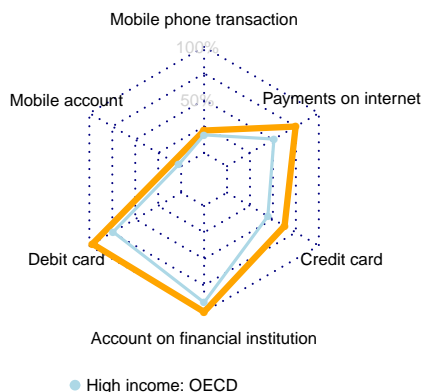 Mobile phone transaction
100%
Mobile account
50%
Payments on internet
Debit card
Credit card
Account on financial institution
High income: OECD